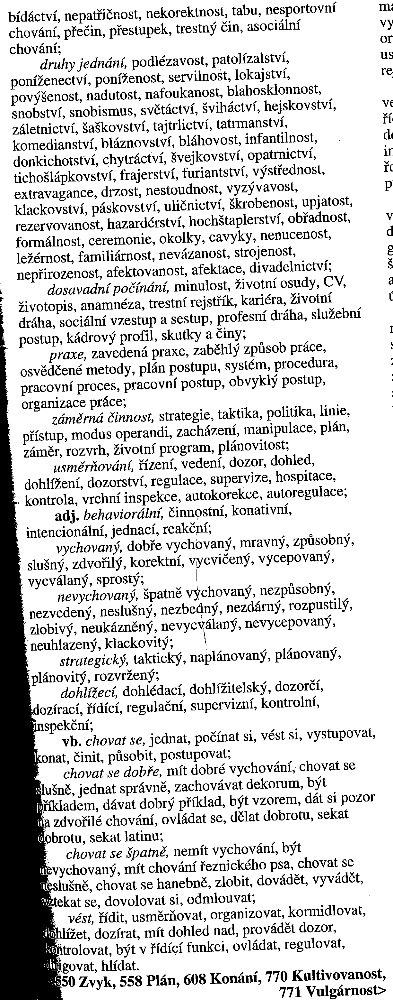 bídáctví, nepatřičnost, nekorektnost, tabu, nesportovní
chování, přečin, přestupek, trestný čin, asociální
chování;
druhy jednání, podlézavost, patolízalství,
poníženectví, poníženost, servilnost, lokajství,
povýšenost, nadutost, nafoukanost, blahosklonnost,
snobství, snobismus, světáctví, šviháctví, hejskovství,
záletnictví, šaškovství, tajtrlictví, tatrmanství,
komedianství, bláznovství, bláhovost, infantilnost,
donkichotství, chytráctví, švejkovství, opatrnictví,
tichošlápkovství, frajerství, furiantství, výstřednost,
extravagance, drzost, nestoudnost, vyzývavost,
klackovství, páskovství, uličnictví, škrobenost, upjatost,
rezervovanost, hazardérství, hochštaplerství, obřadnost,
formálnost, ceremonie, okolky, cavyky, nenucenost,
ležérnost, familiárnost, nevázanost, strojenost,
nepřirozenost, afektovanost, afektace, divadelnictví;
dosavadní počínání, minulost, životní osudy, CV,
životopis, anamnéza, trestní rejstřík, kariéra, životní
dráha, sociální vzestup a sestup, profesní dráha, služební
postup, kádrový profil, skutky a činy;
praxe, zavedená praxe, zaběhlý způsob práce,
osvědčené metody, plán postupu, systém, procedura,
pracovní proces, pracovní postup, obvyklý postup,
organizace práce;
záměrná činnost, strategie, taktika, politika, linie,
přístup, modus operandi, zacházení, manipulace, plán,
záměr, rozvrh, životní program, plánovitost;
usměrňování, řízení, vedení, dozor, dohled,
dohlížení, dozorství, regulace, supervize, hospitace,
kontrola, vrchní inspekce, autokorekce, autoregulace;
adj. behaviorální, činnostní, konativní,
intencionální, jednací, reakční;
vychovaný, dobře vychovaný, mravný, způsobný,
slušný, zdvořilý, korektní, vycvičený, vycepovaný,
vycválaný, sprostý;
nevychovaný, špatně vychovaný, nezpůsobný,
nezvedený, neslušný, nezbedný, nezdárný, rozpustilý,
zlobivý, neukázněný, nevycválaný, nevycepovaný,
neuhlazený, klackovitý;
strategický, taktický, naplánovaný, plánovaný,
plánovitý, rozvržený;
dohlížecí, dohlédací, dohlížitelský, dozorčí,
dozírací, řídící, regulační, supervizní, kontrolní,
inspekční;
vb. chovat se, jednat, počínat si, vést si, vystupovat,
konat, činit, působit, postupovat;
chovat se dobře, mít dobré vychování, chovat se
slušně, jednat správně, zachovávat dekorum, být
příkladem, dávat dobrý příklad, být vzorem, dát si pozor
na zdvořilé chování, ovládat se, dělat dobrotu, sekat
dobrotu, sekat latinu;
chovat se špatně, nemít vychování, být
nevychovaný, mít chování řeznického psa, chovat se
neslušně, chovat se hanebně, zlobit, dovádět, vyvádět,
vztekat se, dovolovat si, odmlouvat;
vést, řídit, usměrňovat, organizovat, kormidlovat,
dohlížet, dozírat, mít dohled nad, provádět dozor,
kontrolovat, být v řídící funkci, ovládat, regulovat,
dirigovat, hlídat.
<550 Zvyk, 558 Plán, 608 Konání, 770 Kultivovanost,
771 Vulgárnost>